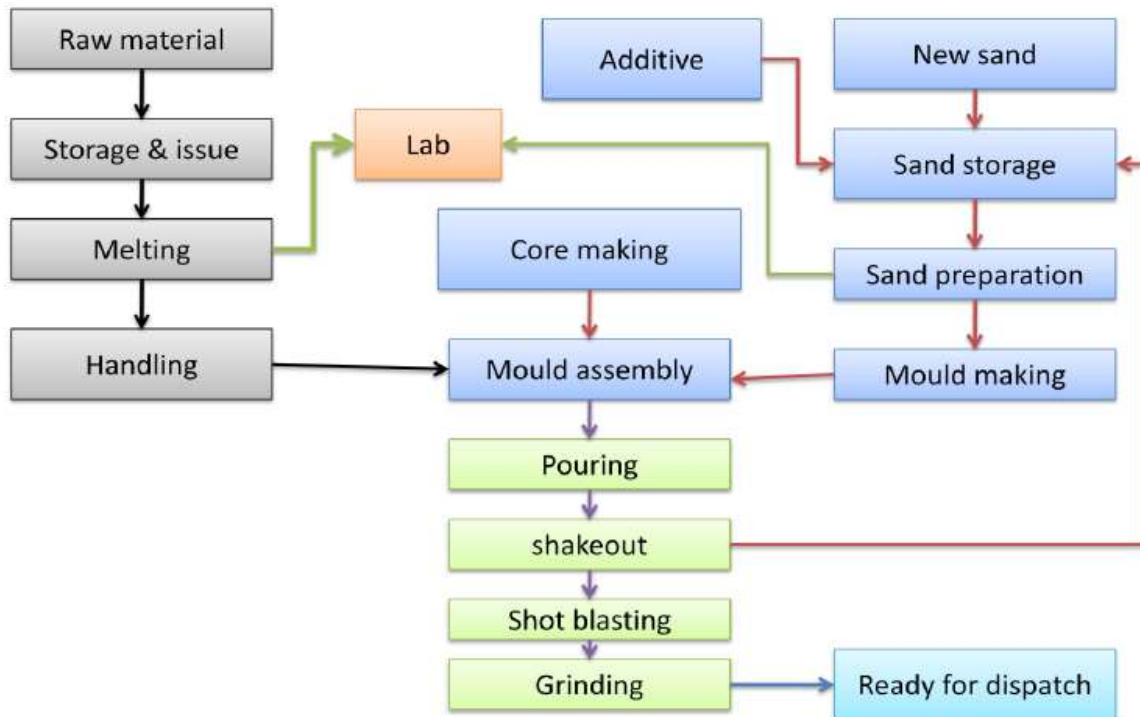 Raw material
Additive
New sand
Storage & issue
Lab
Sand storage
Melting
Core making
Sand preparation
Handling
Mould assembly
Mould making
Pouring
shakeout
Shot blasting
Grinding
Ready for dispatch